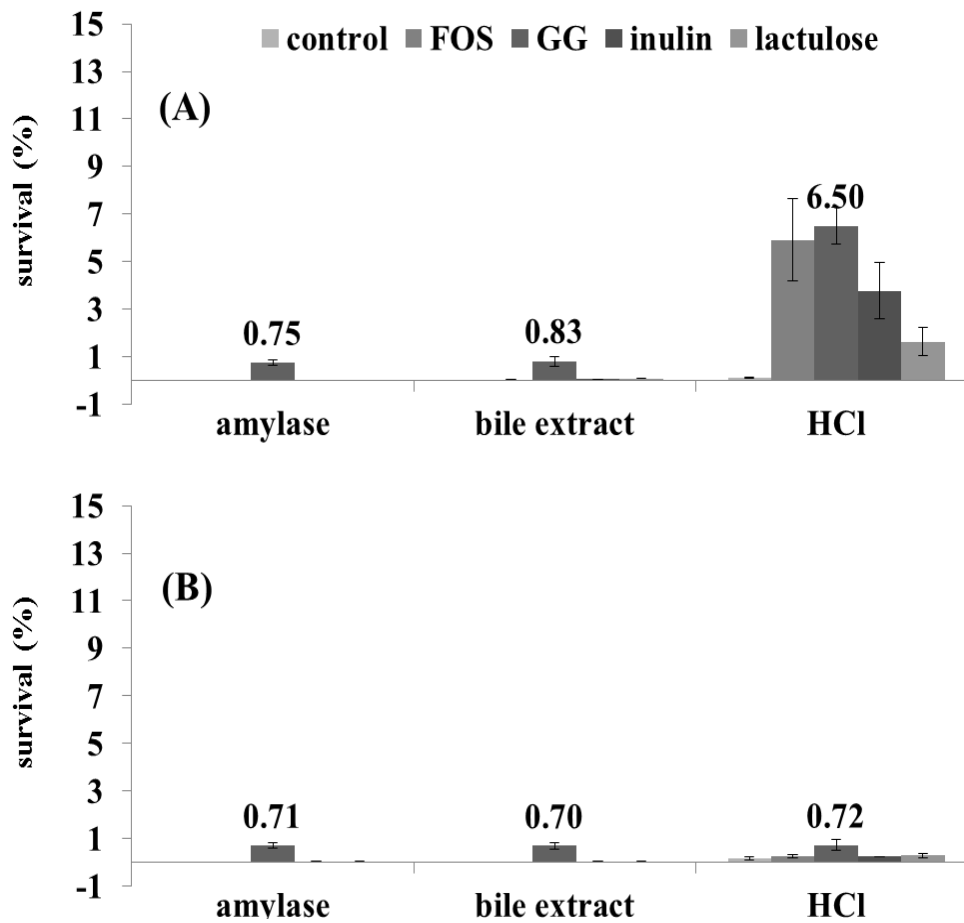 15
control FOS GG inulin lactulose
13
(A)
11
9
7
5
3
1
-1
survival (%)
6.50
0.75
0.83
amylase bile extract HCl
15
13
(B)
11
9
7
5
3
1
-1
survival (%)
0.71 0.70 0.72
amylase bile extract HCl